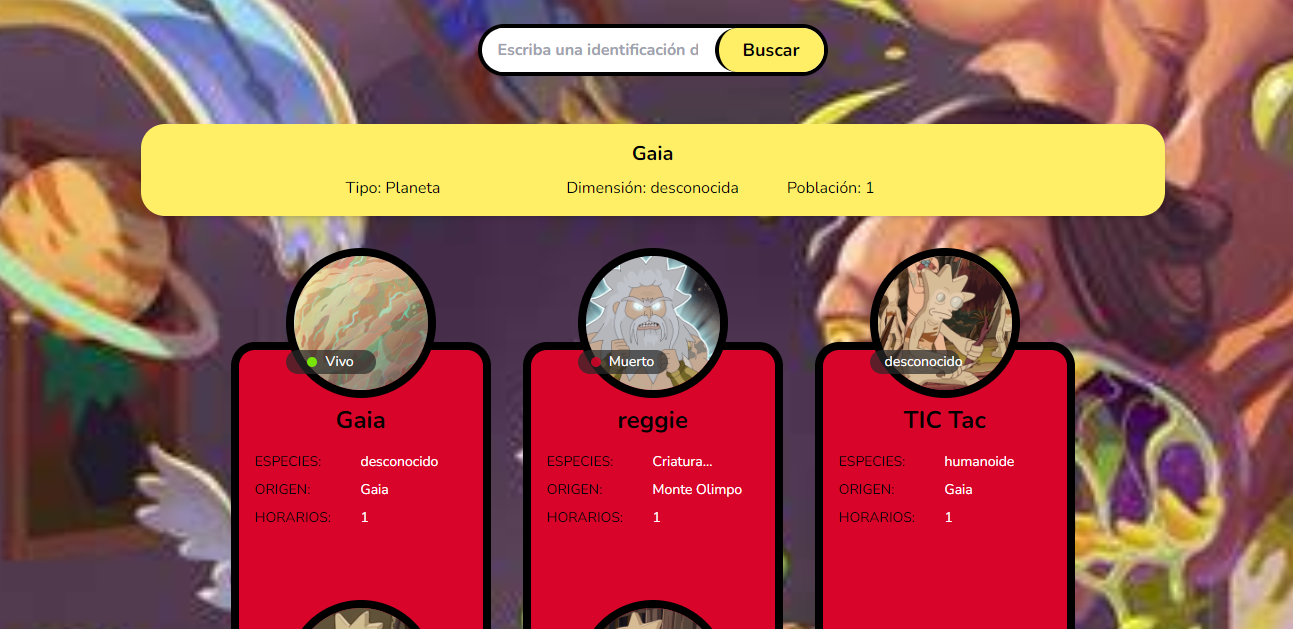 Escriba una identificación d
Buscar
Gaia
Tipo: Planeta Dimensión: desconocida Población: 1
Vivo Muerto desconocido
Gaia reggie TIC Tac
ESPECIES: desconocido ESPECIES: Criatura... ESPECIES: humanoide
ORIGEN: Gaia ORIGEN: Monte Olimpo ORIGEN: Gaia
HORARIOS: 1 HORARIOS: 1 HORARIOS: 1